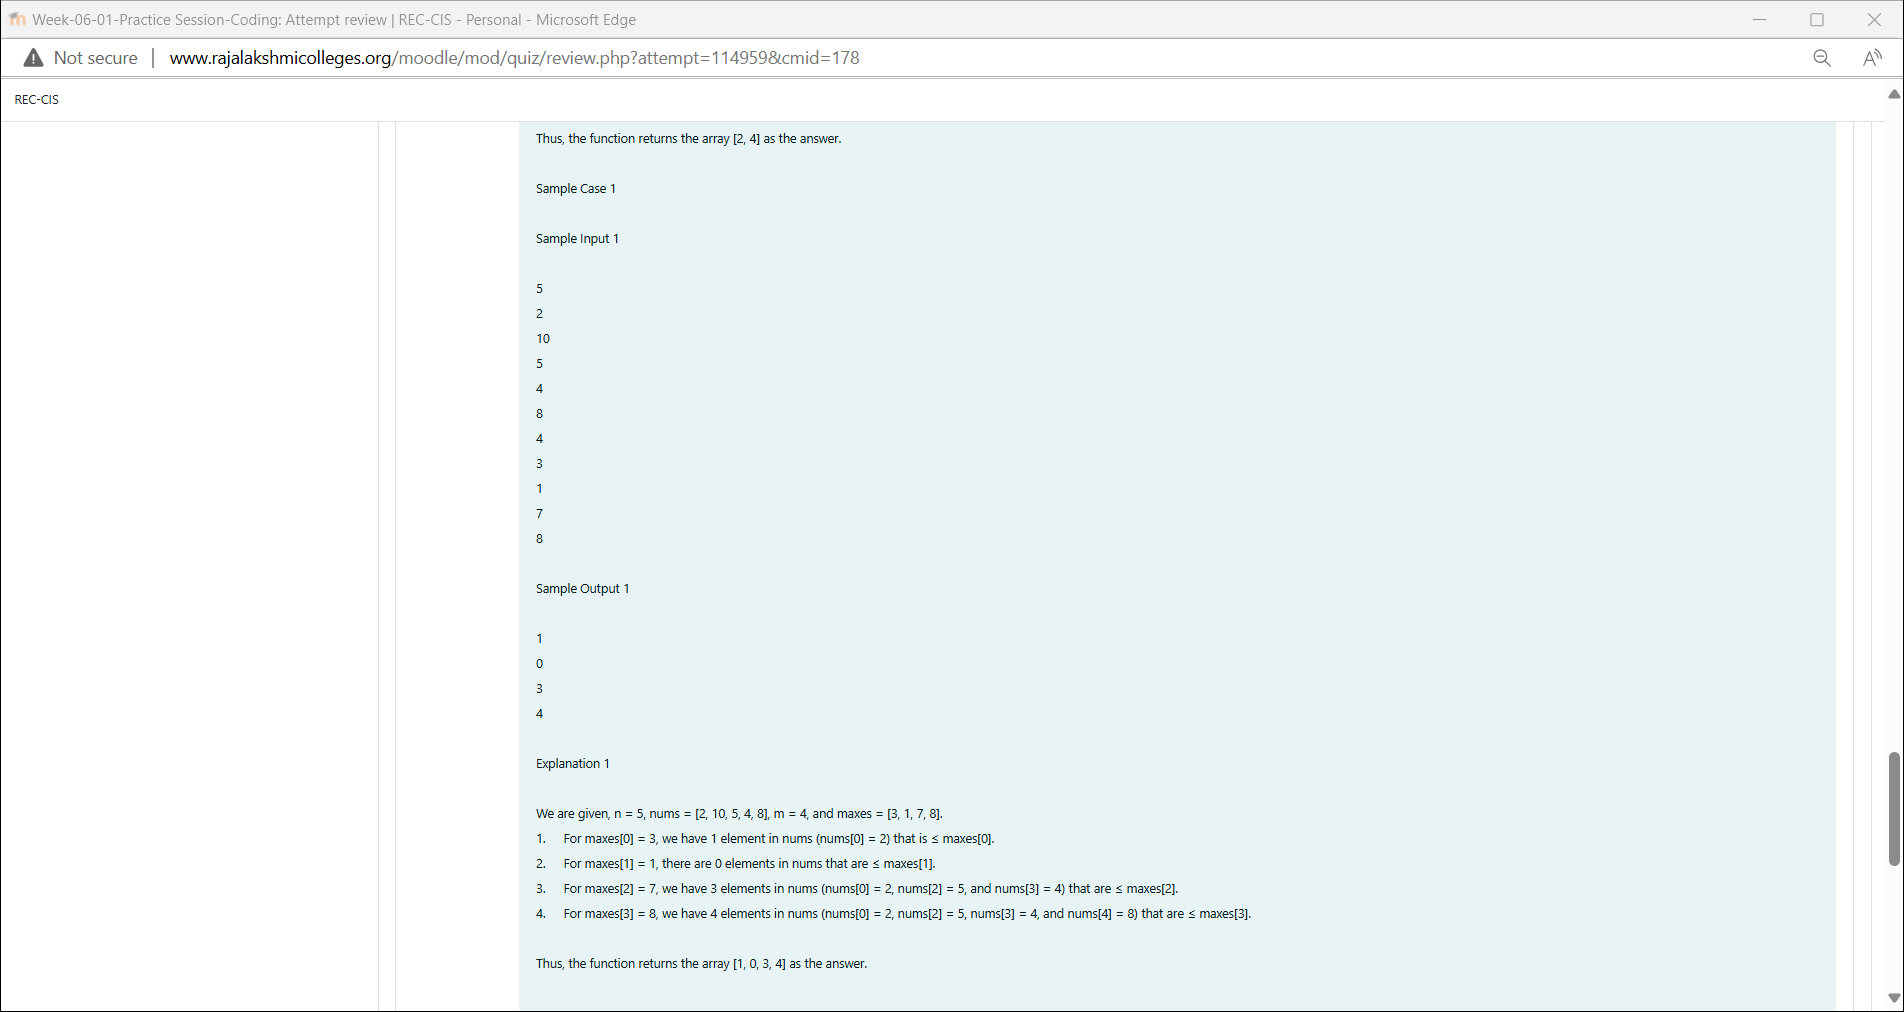 Week-06-01-Practice Session-Coding: Attempt review | REC-CIS - Personal - Microsoft Edge
Not secure | www.rajalakshmicolleges.org/moodle/mod/quiz/review.php?attempt=114959&cmid=178
REC-CIS
Thus, the function returns the array [2, 4] as the answer.
Sample Case 1
Sample Input 1
5
2
10
5
4
8
4
3
1
7
8
Sample Output 1
1
0
3
4
Explanation 1
We are given, n = 5, nums = [2, 10, 5, 4, 8], m = 4, and maxes = [3, 1, 7, 8].
1. For maxes[0] = 3, we have 1 element in nums (nums[0] = 2) that is ≤ maxes[0].
2. For maxes[1] = 1, there are 0 elements in nums that are ≤ maxes[1].
3. For maxes[2] = 7, we have 3 elements in nums (nums[0] = 2, nums[2] = 5, and nums[3] = 4) that are ≤ maxes[2].
4. For maxes[3] = 8, we have 4 elements in nums (nums[0] = 2, nums[2] = 5, nums[3] = 4, and nums[4] = 8) that are ≤ maxes[3].
Thus, the function returns the array [1, 0, 3, 4] as the answer.